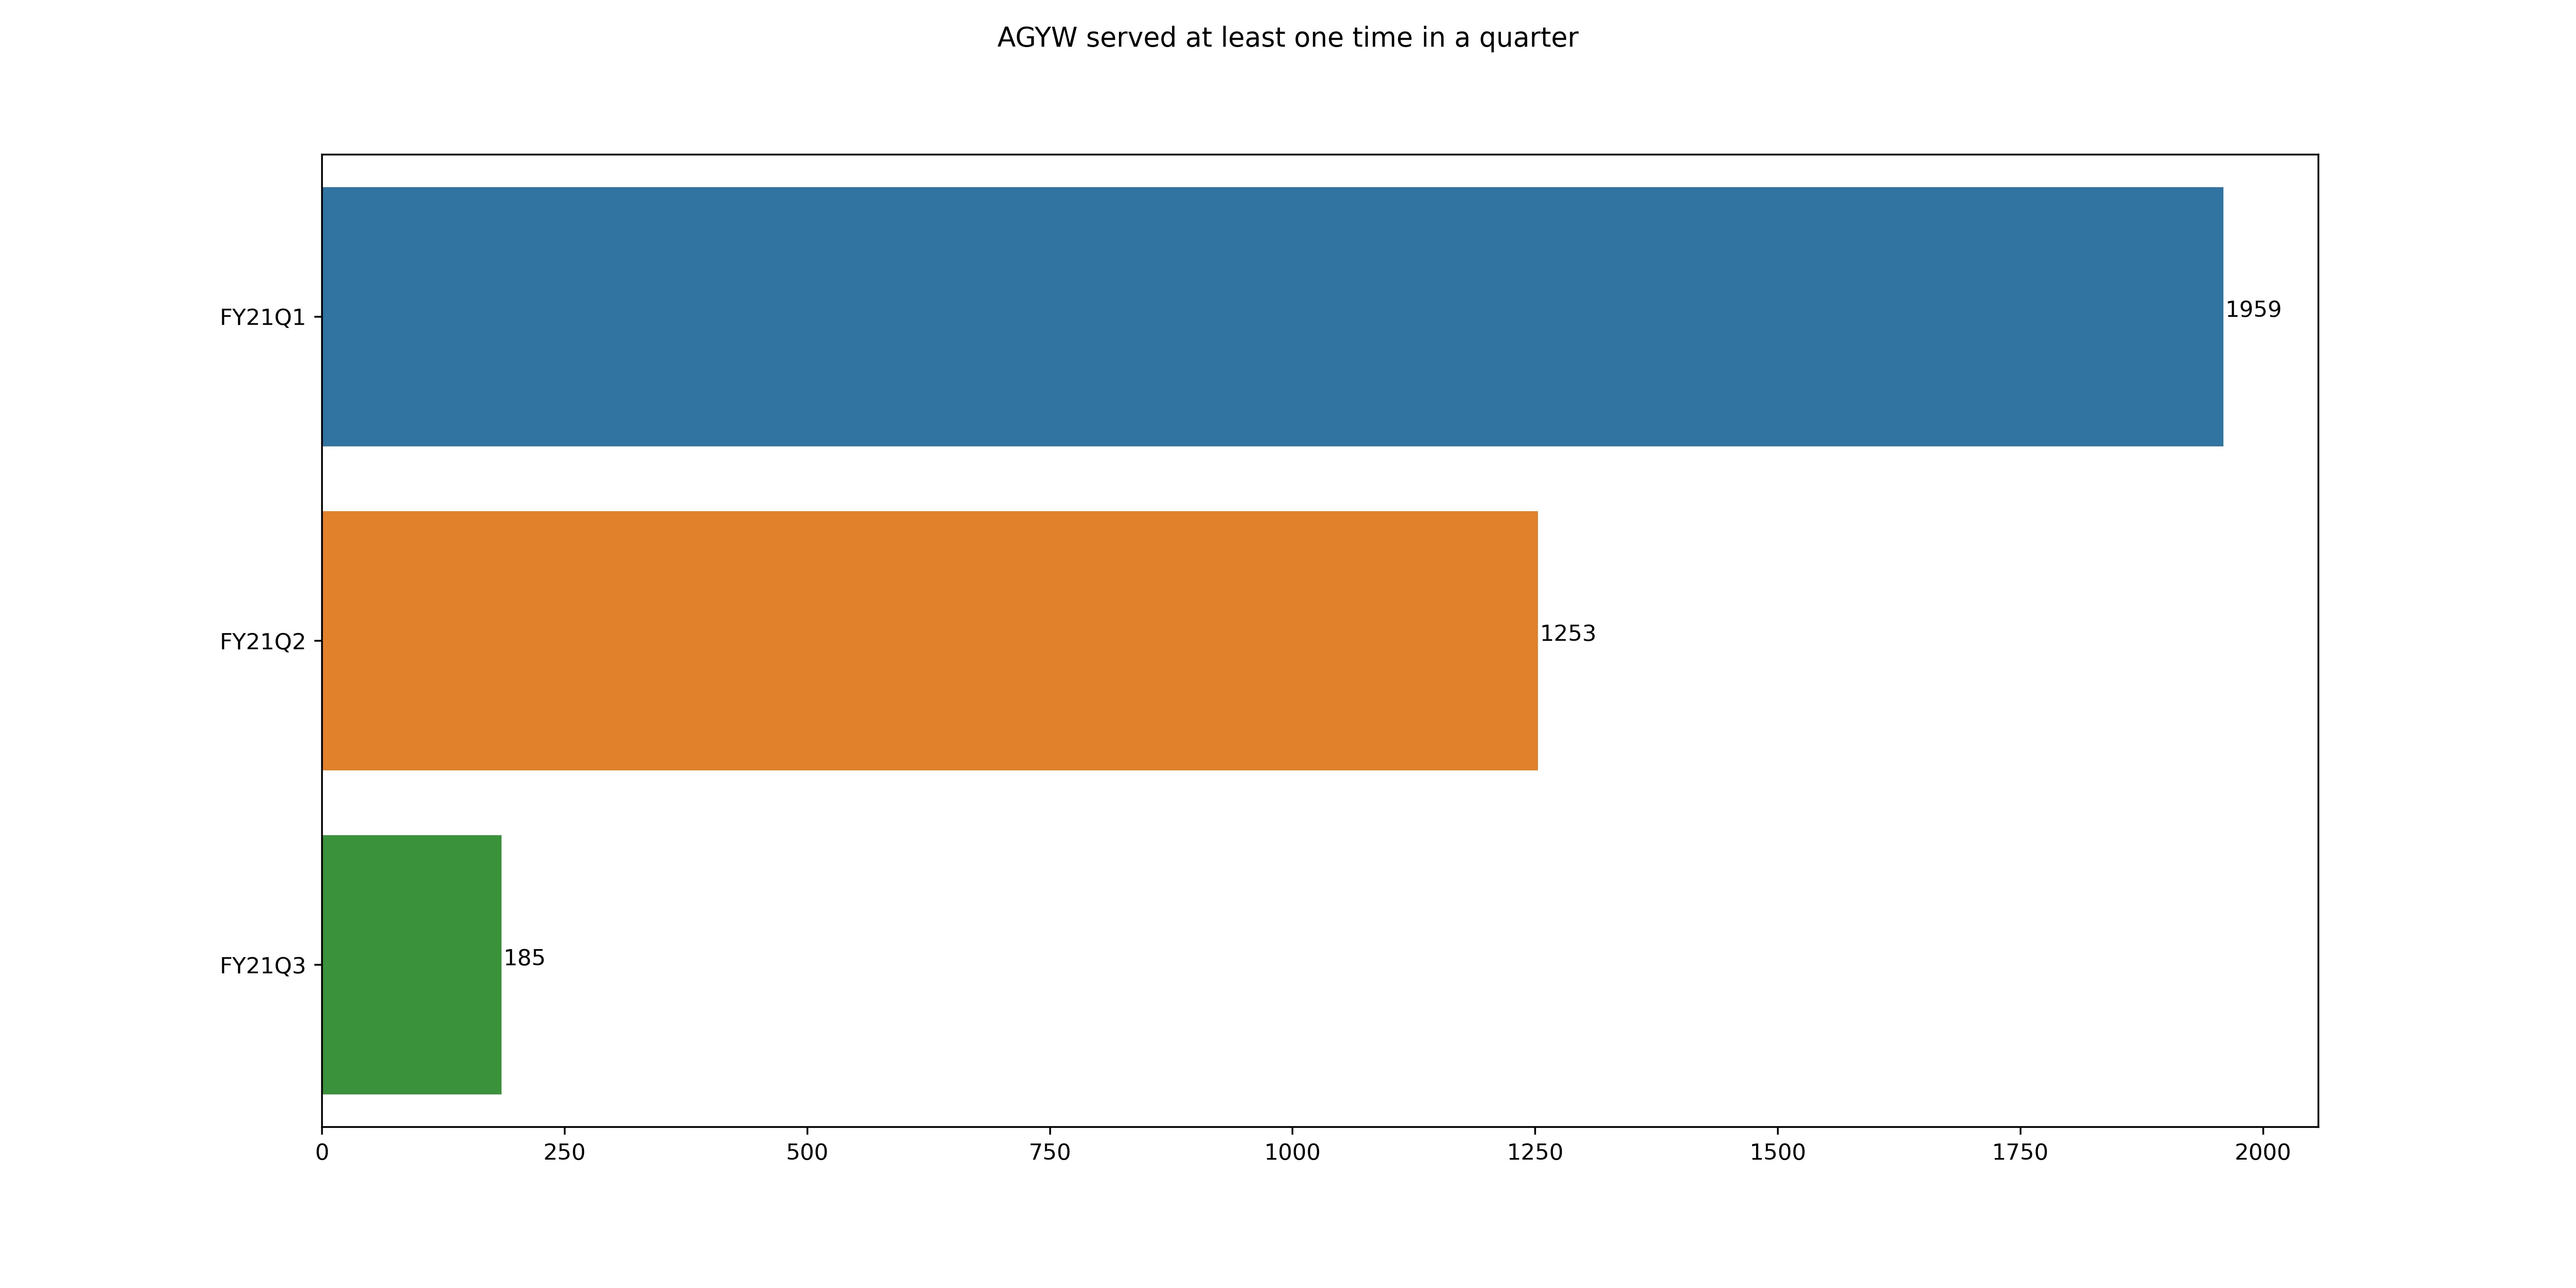 AGYW served at least one time in a quarter
FY21Q1
1959
FY21Q2
1253
FY21Q3
185
0 250 500 750 1000 1250 1500 1750 2000